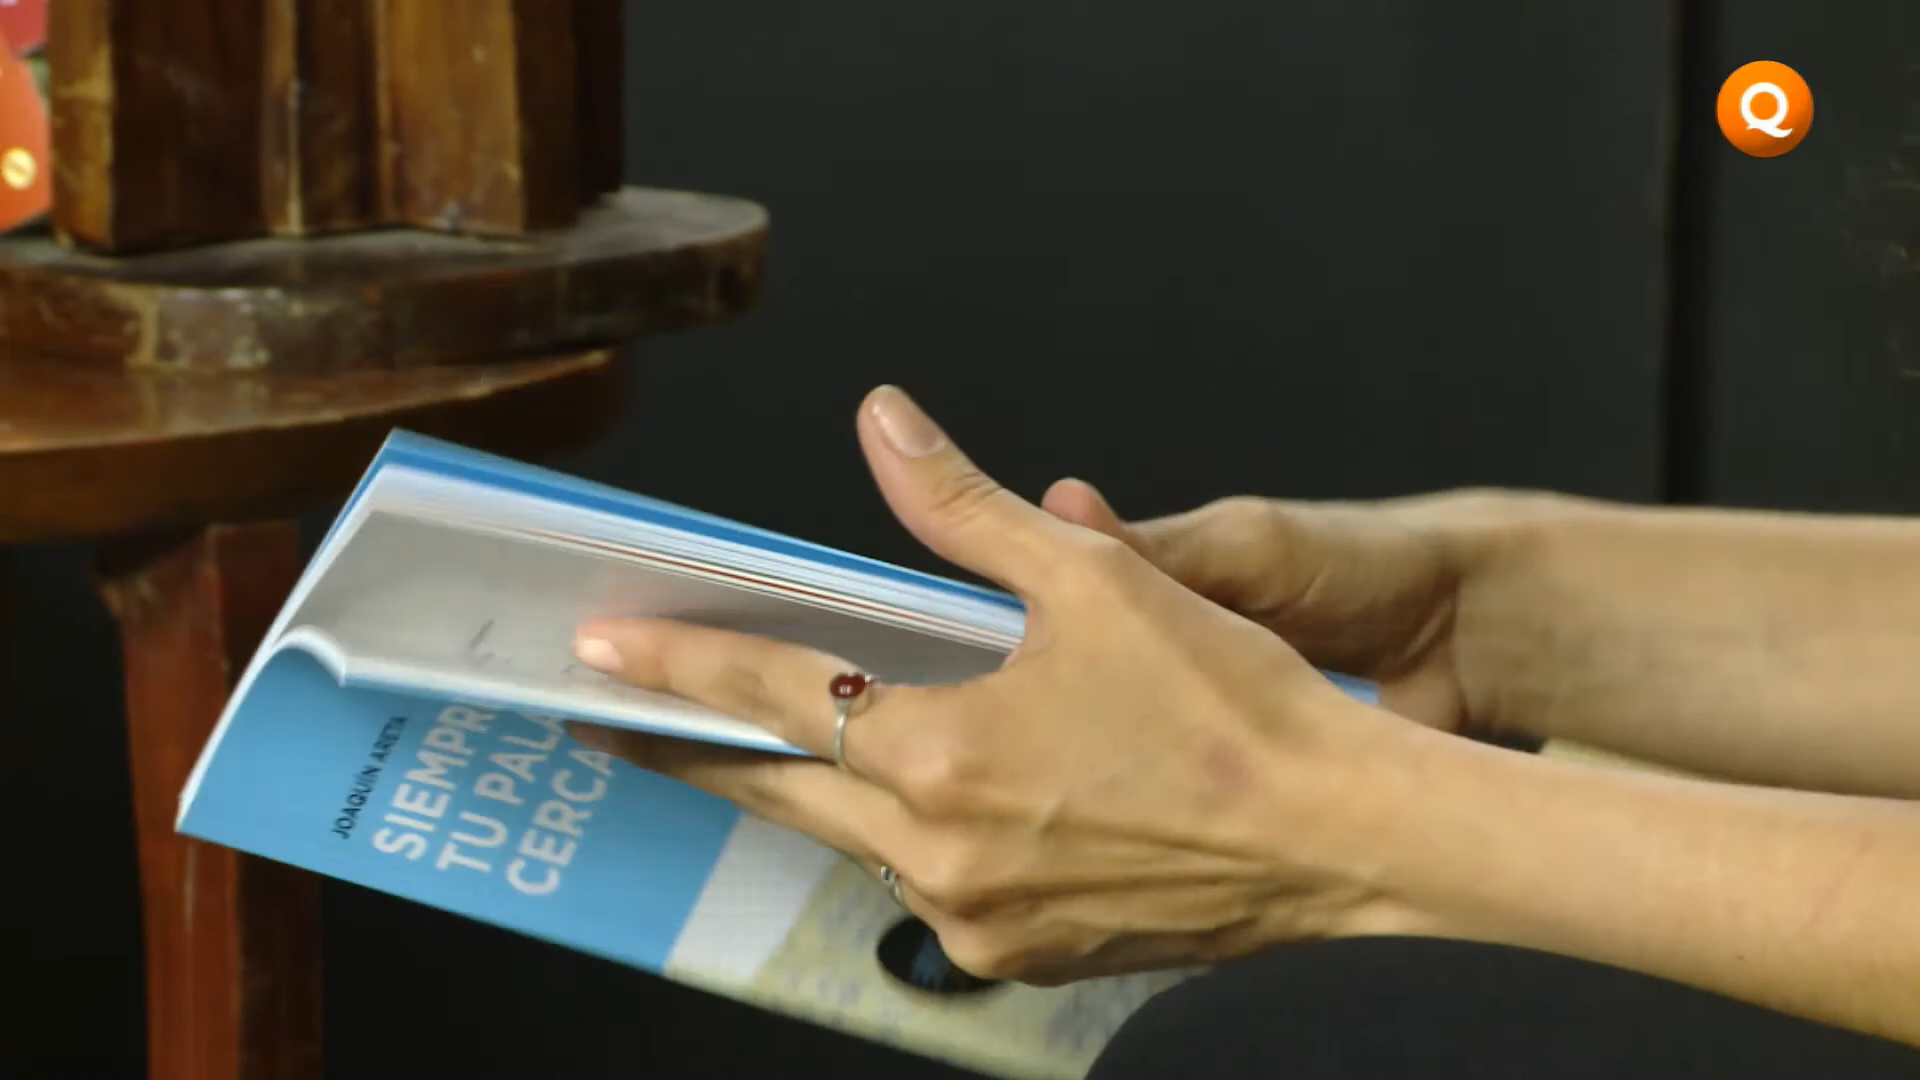 JOAQUÍN ARETA
SIEMPR
TU PALA
CERCA
Q